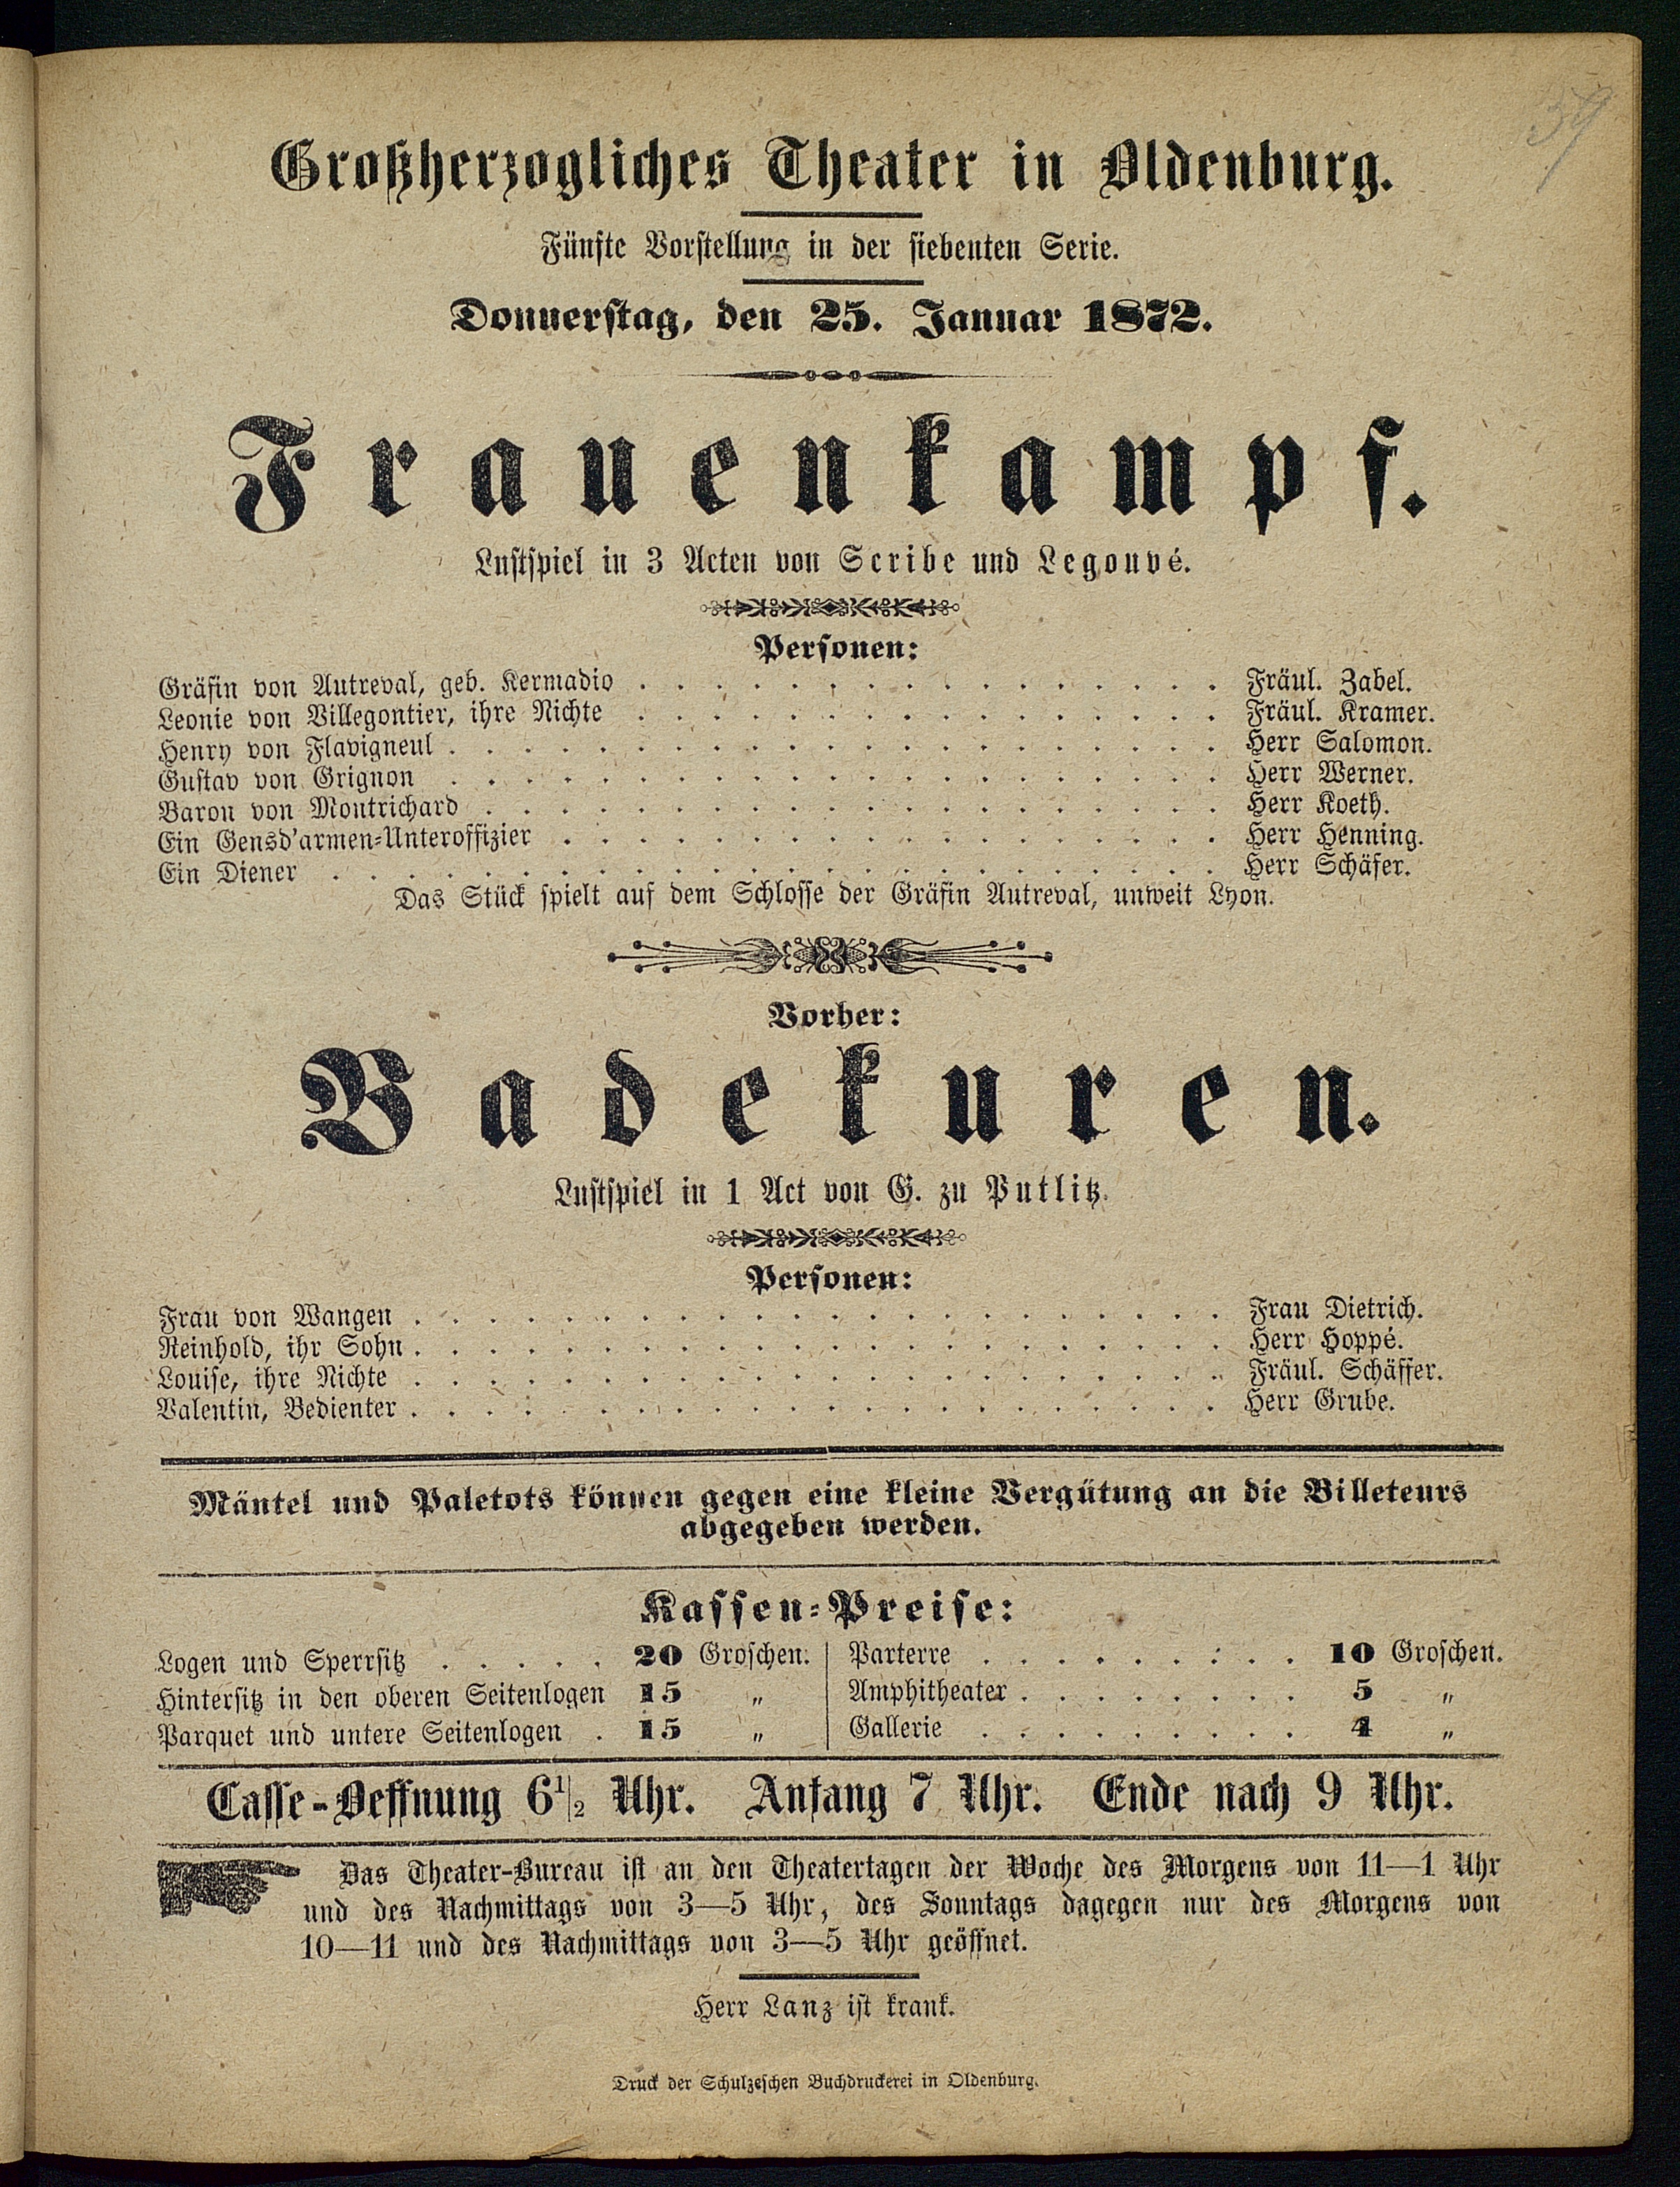 39
Großherzogliches Theater in Oldenburg.
Fünfte Vorstellung in der siebenten Serie.
Donnerstag, den 25. Januar 1872.
Frauenkampf.
Lustspiel in 3 Acten von Scribe und Legouvé.
Personen:
Gräfin von Autreval, geb. Kermadio . . . . . . . . . . . . . . . . Fräul. Zabel.
Leonie von Villegontier, ihre Nichte . . . . . . . . . . . . . . . . Fräul. Kramer.
Henry von Flavigneul . . . . . . . . . . . . . . . . . . . . . Herr Salomon.
Gustav von Grignon . . . . . . . . . . . . . . . . . . . . . Herr Werner.
Baron von Montrichard . . . . . . . . . . . . . . . . . . . . Herr Koeth.
Ein Gensd'armen-Unteroffizier . . . . . . . . . . . . . . . . . . Herr Henning.
Ein Diener . . . . . . . . . . . . . . . . . . . . . . . . Herr Schäfer.
Das Stück spielt auf dem Schlosse der Gräfin Autreval, unweit Lyon.
Vorher:
Badekuren.
Lustspiel in 1 Act von G. zu Putlitz.
Personen:
Frau von Wangen . . . . . . . . . . . . . . . . . . . . . . Frau Dietrich.
Reinhold, ihr Sohn . . . . . . . . . . . . . . . . . . . . . . Herr Hoppé.
Louise, ihre Nichte . . . . . . . . . . . . . . . . . . . . . . Fräul. Schäffer.
Valentin, Bedienter . . . . . . . . . . . . . . . . . . . . . . Herr Grube.
Mäntel und Paletots können gegen eine kleine Vergütung an die Billeteurs
abgegeben werden.
Kassen-Preise:
Logen und Sperrsitz . . . . . 20 Groschen. Parterre . . . . . . . . . 10 Groschen.
Hintersitz in den oberen Seitenlogen 15 „ Amphitheater . . . . . . . . 5 „
Parquet und untere Seitenlogen . 15 „ Gallerie . . . . . . . . . 4 „
Casse-Oeffnung 6½ Uhr. Anfang 7 Uhr. Ende nach 9 Uhr.
Das Theater-Bureau ist an den Theatertagen der Woche des Morgens von 11—1 Uhr
und des Nachmittags von 3—5 Uhr, des Sonntags dagegen nur des Morgens von
10—11 und des Nachmittags von 3—5 Uhr geöffnet.
Herr Lanz ist krank.
Druck der Schulzeschen Buchdruckerei in Oldenburg.